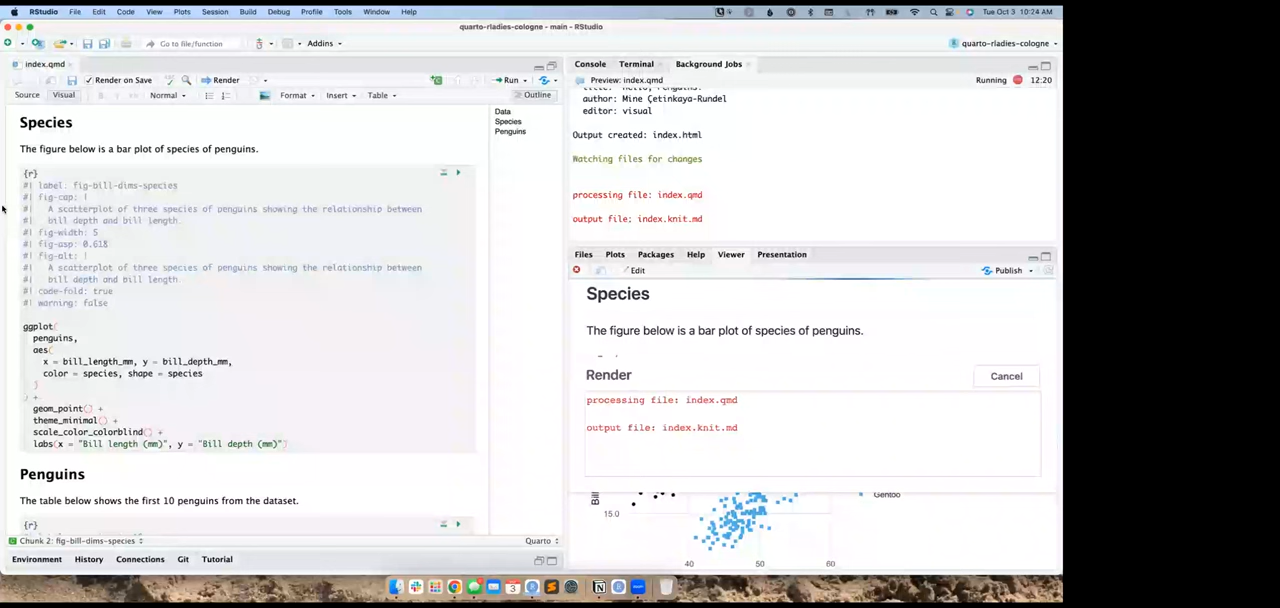 RStudio File Edit Code View Plots Session Build Debug Profile Tools Window Help Tue Oct 3 10:24 AM
quarto-rladies-cologne - main - RStudio
Go to file/function Addins quarto-rladies-cologne
index.qmd
Render on Save Render Run
Source Visual Normal Format Insert Table Outline
Species
The figure below is a bar plot of species of penguins.
{r}
#| label: fig-bill-dims-species
#| fig-cap: |
#| A scatterplot of three species of penguins showing the relationship between
#| bill depth and bill length.
#| fig-width: 5
#| fig-asp: 0.618
#| fig-alt: |
#| A scatterplot of three species of penguins showing the relationship between
#| bill depth and bill length
#| code-fold: true
#| warning: false
ggplot(
penguins,
aes(
x = bill_length_mm, y = bill_depth_mm,
color = species, shape = species
)
) +
geom_point() +
theme_minimal() +
scale_color_colorblind() +
labs(x = "Bill length (mm)", y = "Bill depth (mm)")
Penguins
The table below shows the first 10 penguins from the dataset.
{r}
Chunk 2: fig-bill-dims-species Quarto
Environment History Connections Git Tutorial
Data
Species
Penguins
Console Terminal Background Jobs
Preview: index.qmd Running 12:20
author: Mine Çetinkaya-Rundel
editor: visual
Output created: index.html
Watching files for changes
processing file: index.qmd
output file: index.knit.md
Files Plots Packages Help Viewer Presentation
Edit Publish
Species
The figure below is a bar plot of species of penguins.
Render Cancel
processing file: index.qmd
output file: index.knit.md
Gentoo
15.0
40 50 60